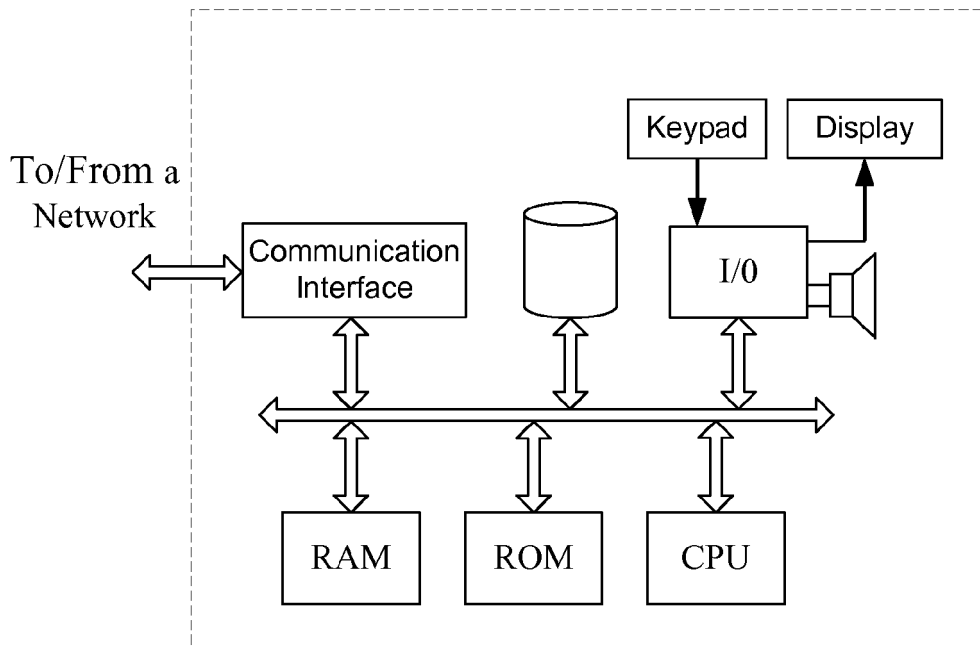 Keypad
Display
To/From a
Network
Communication
Interface
I/0
RAM
ROM
CPU